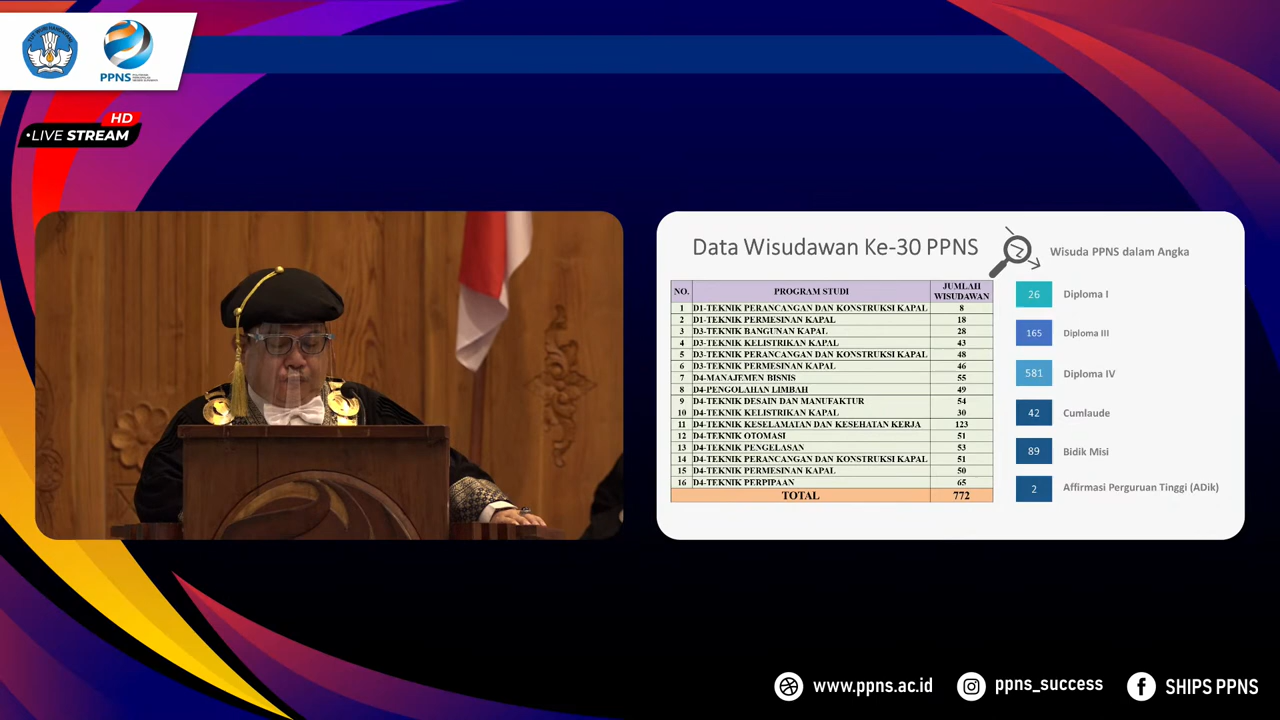 PPNS
HD
•LIVE STREAM
Data Wisudawan Ke-30 PPNS
Wisuda PPNS dalam Angka
NO. PROGRAM STUDI JUMLAH WISUDAWAN
1 D1-TEKNIK PERANCANGAN DAN KONSTRUKSI KAPAL 8
2 D1-TEKNIK PERMESINAN KAPAL 18
3 D3-TEKNIK BANGUNAN KAPAL 28
4 D3-TEKNIK KELISTRIKAN KAPAL 43
5 D3-TEKNIK PERANCANGAN DAN KONSTRUKSI KAPAL 48
6 D3-TEKNIK PERMESINAN KAPAL 46
7 D4-MANAJEMEN BISNIS 55
8 D4-PENGOLAHAN LIMBAH 49
9 D4-TEKNIK DESAIN DAN MANUFAKTUR 54
10 D4-TEKNIK KELISTRIKAN KAPAL 30
11 D4-TEKNIK KESELAMATAN DAN KESEHATAN KERJA 123
12 D4-TEKNIK OTOMASI 51
13 D4-TEKNIK PENGELASAN 53
14 D4-TEKNIK PERANCANGAN DAN KONSTRUKSI KAPAL 51
15 D4-TEKNIK PERMESINAN KAPAL 50
16 D4-TEKNIK PERPIPAAN 65
TOTAL 772
26 Diploma I
165 Diploma III
581 Diploma IV
42 Cumlaude
89 Bidik Misi
2 Affirmasi Perguruan Tinggi (ADik)
www.ppns.ac.id
ppns_success
SHIPS PPNS